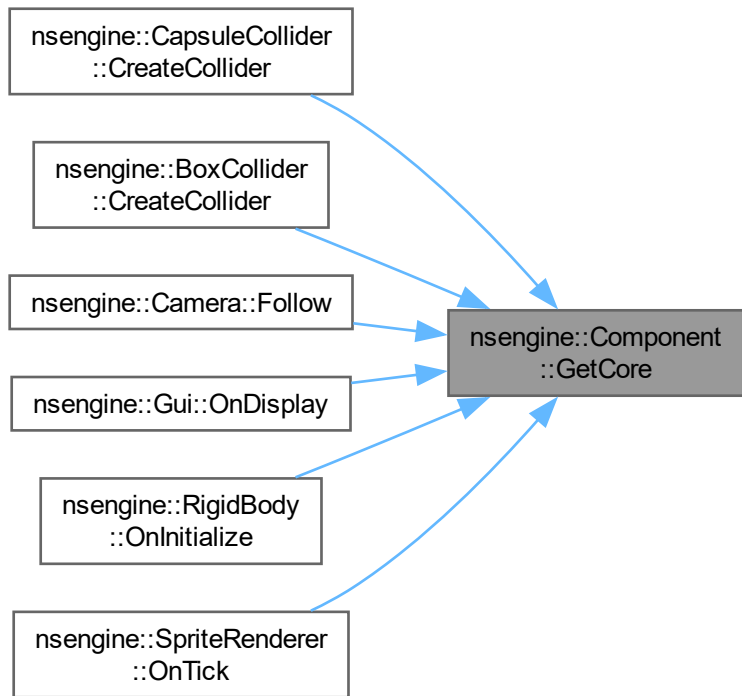 nsengine::CapsuleCollider
::CreateCollider
nsengine::BoxCollider
::CreateCollider
nsengine::Camera::Follow
nsengine::Gui::OnDisplay
nsengine::RigidBody
::OnInitialize
nsengine::SpriteRenderer
::OnTick
nsengine::Component
::GetCore